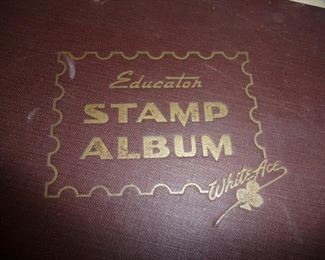 Educator
STAMP
ALBUM
White Ace